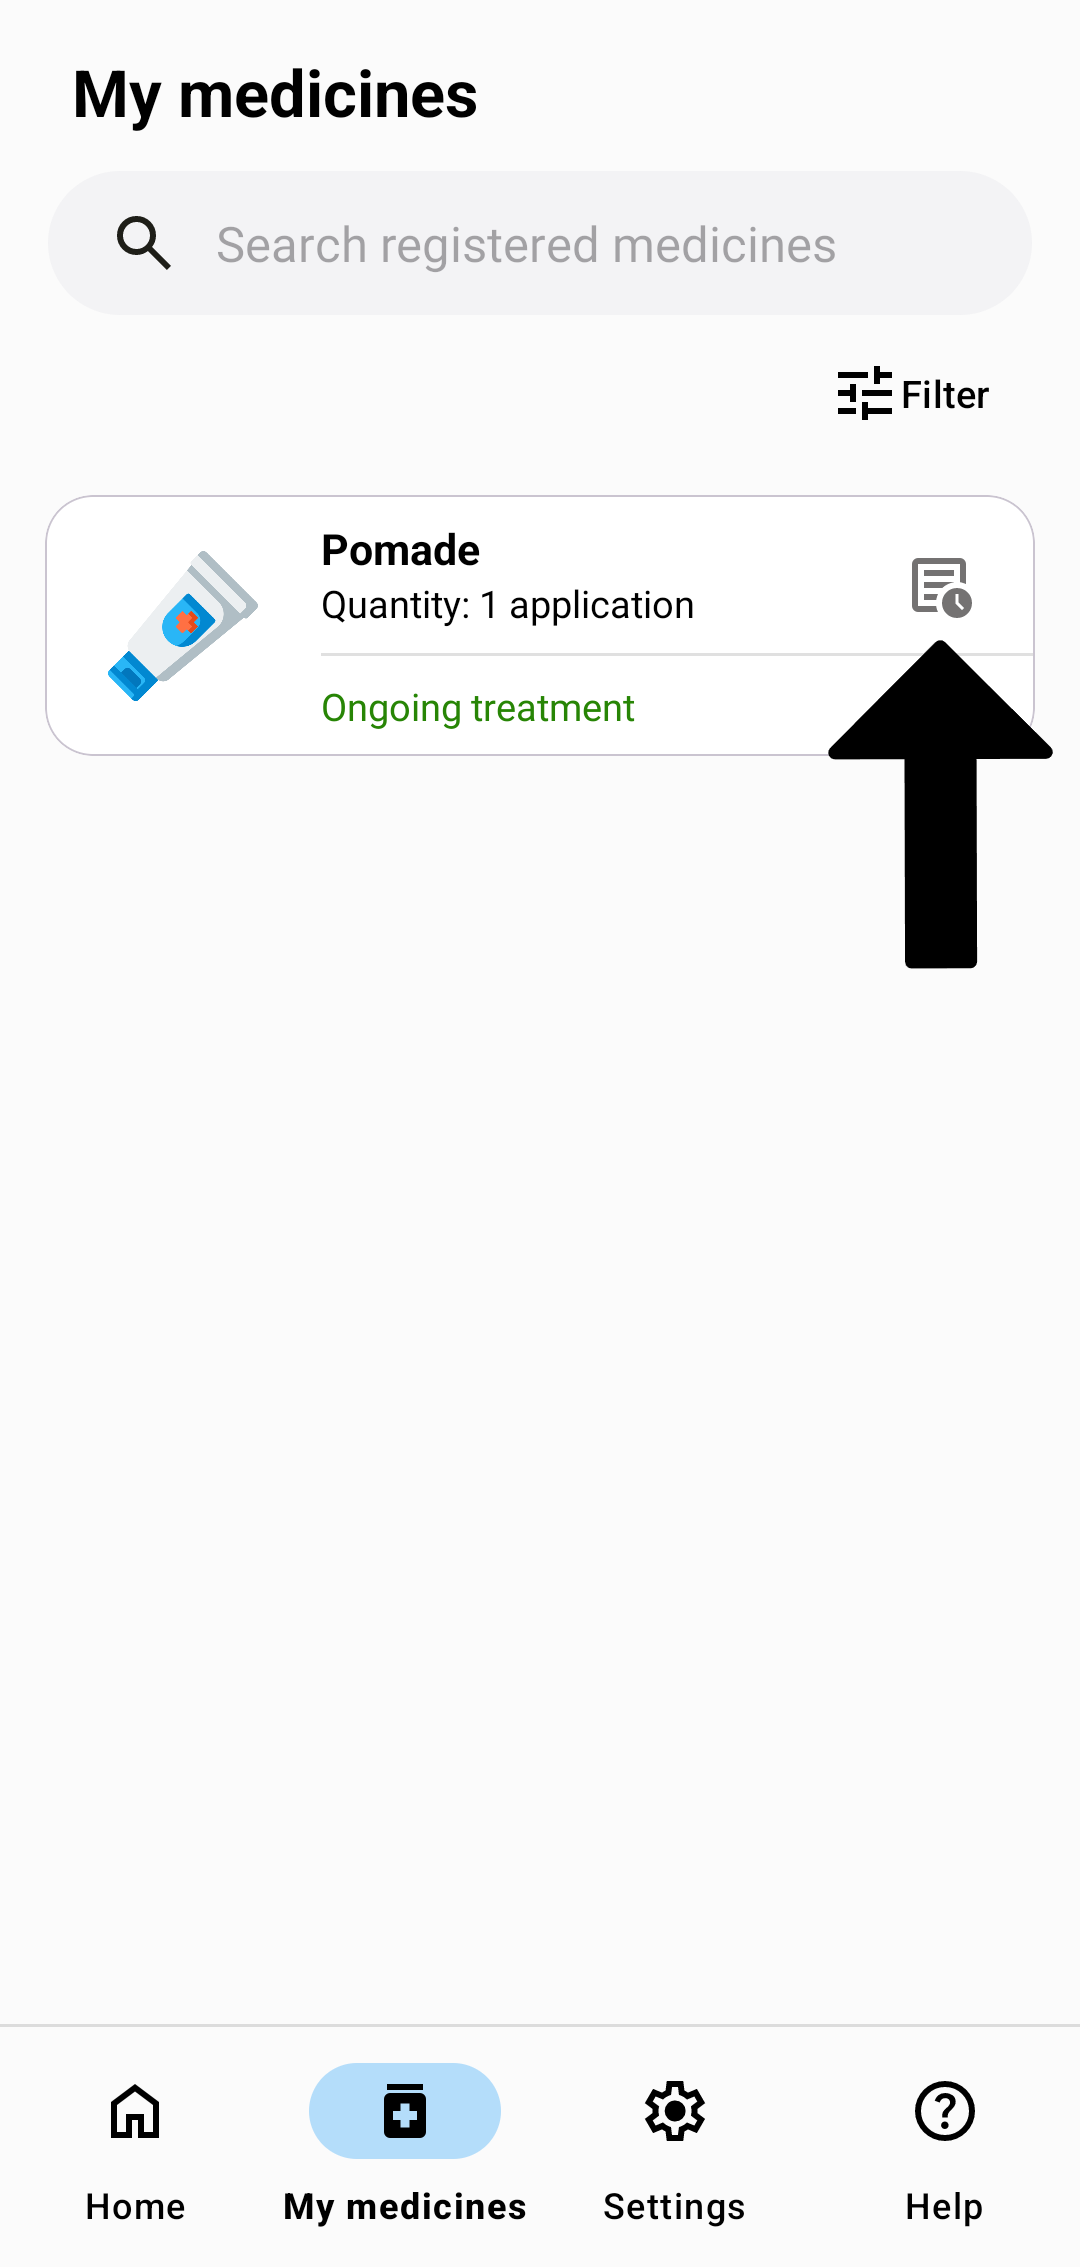 My medicines
Search registered medicines
Filter
Pomade
Quantity: 1 application
Ongoing treatment
Home
My medicines
Settings
Help